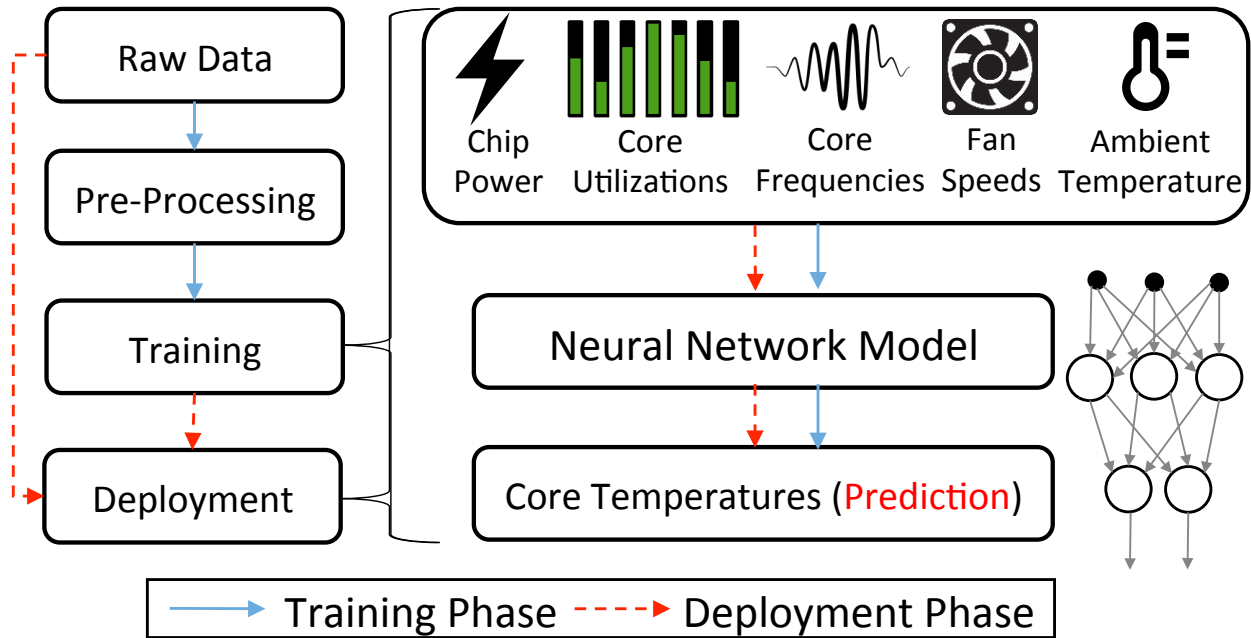 Raw Data
Pre-Processing
Training
Deployment
Chip
Power
Core
Utilizations
Core
Frequencies
Fan
Speeds
Ambient
Temperature
Neural Network Model
Core Temperatures (Prediction)
Training Phase
Deployment Phase